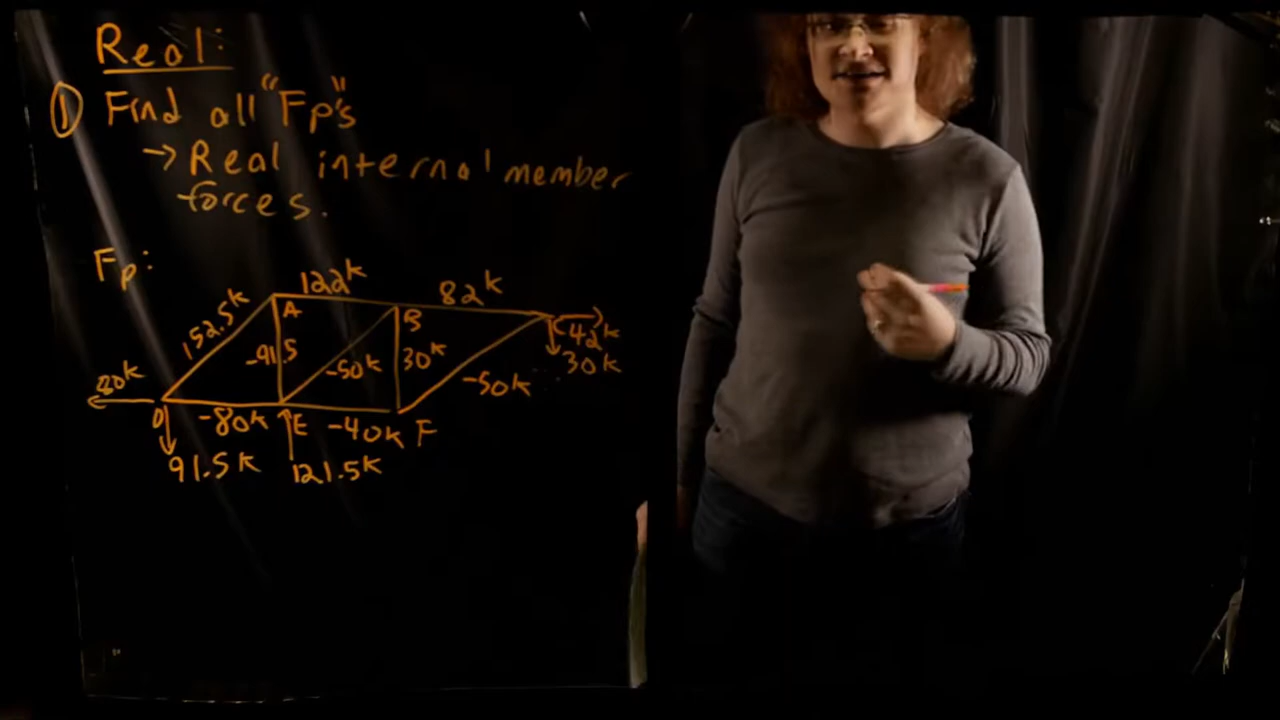 Real:
① Find all "Fp"s
→ Real internal member
forces.
Fp:
122k
82k
152.5k
A
B
C
42k
-91.5
-50k
30k
30k
80k
-50k
D
-80k
E
-40k
F
91.5k
121.5k